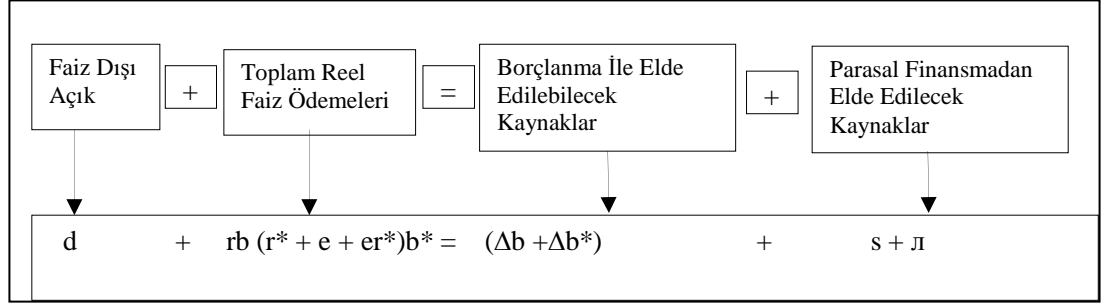 Faiz Dışı
Açık
+
Toplam Reel
Faiz Ödemeleri
=
Borçlanma İle Elde
Edilebilecek
Kaynaklar
+
Parasal Finansmadan
Elde Edilecek
Kaynaklar
d + rb (r* + e + er*)b* = (Δb +Δb*) + s + л